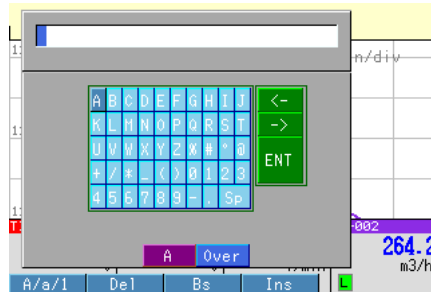 n/div
A B C D E F G H I J <-
K L M N O P Q R S T ->
U V W X Y Z % # ° @ ENT
+ / * _ ( ) 0 1 2 3
4 5 6 7 8 9 - . Sp
-002
A Over
264.2
m3/h
A/a/1 Del Bs Ins L